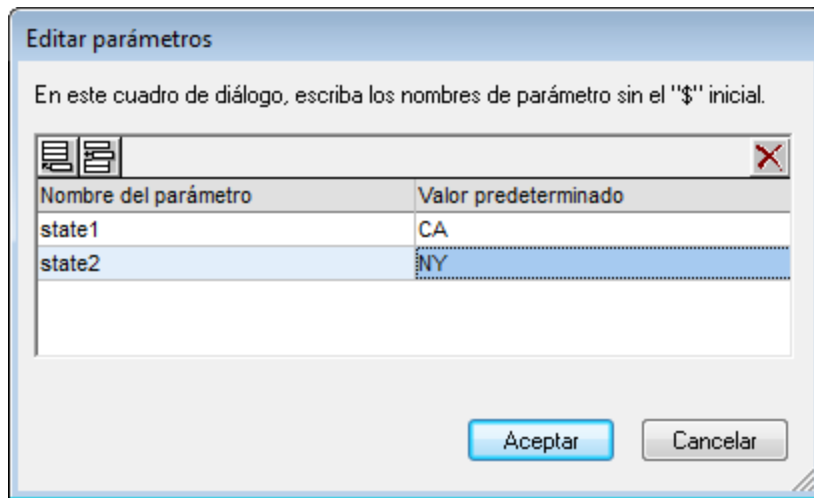 Editar parámetros
En este cuadro de diálogo, escriba los nombres de parámetro sin el "$" inicial.
Nombre del parámetro Valor predeterminado
state1 CA
state2 NY
Aceptar Cancelar